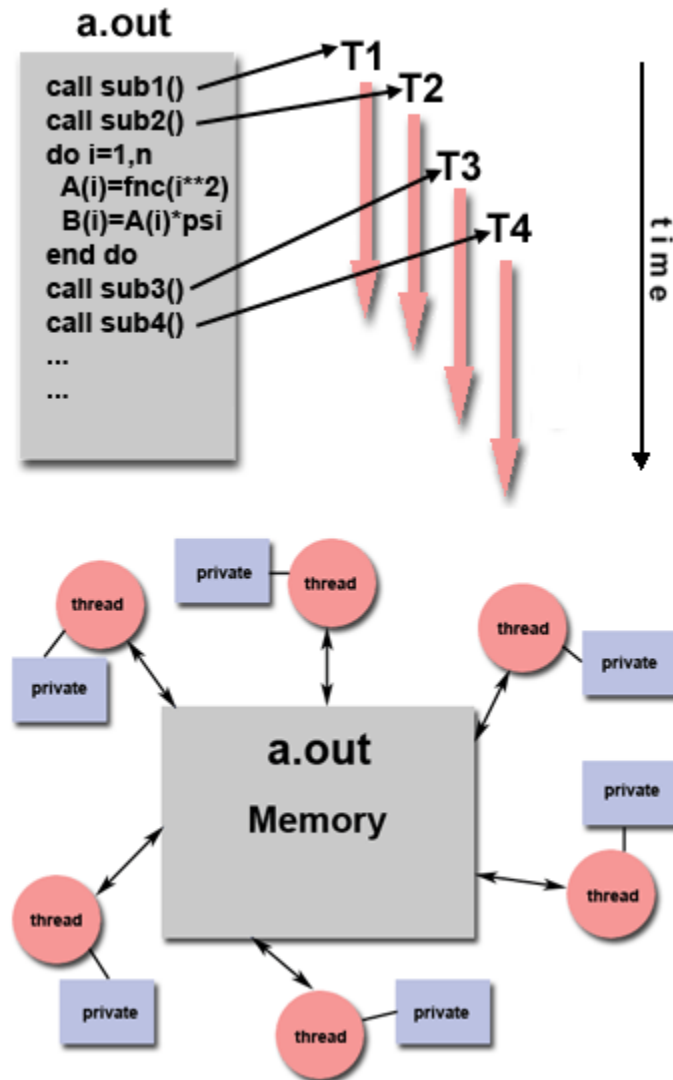 a.out
call sub1()
call sub2()
do i=1,n
A(i)=fnc(i**2)
B(i)=A(i)*psi
end do
call sub3()
call sub4()
...
...
T1
T2
T3
T4
time
private
thread
thread
private
thread
private
private
a.out
Memory
private
thread
thread
private
thread
private